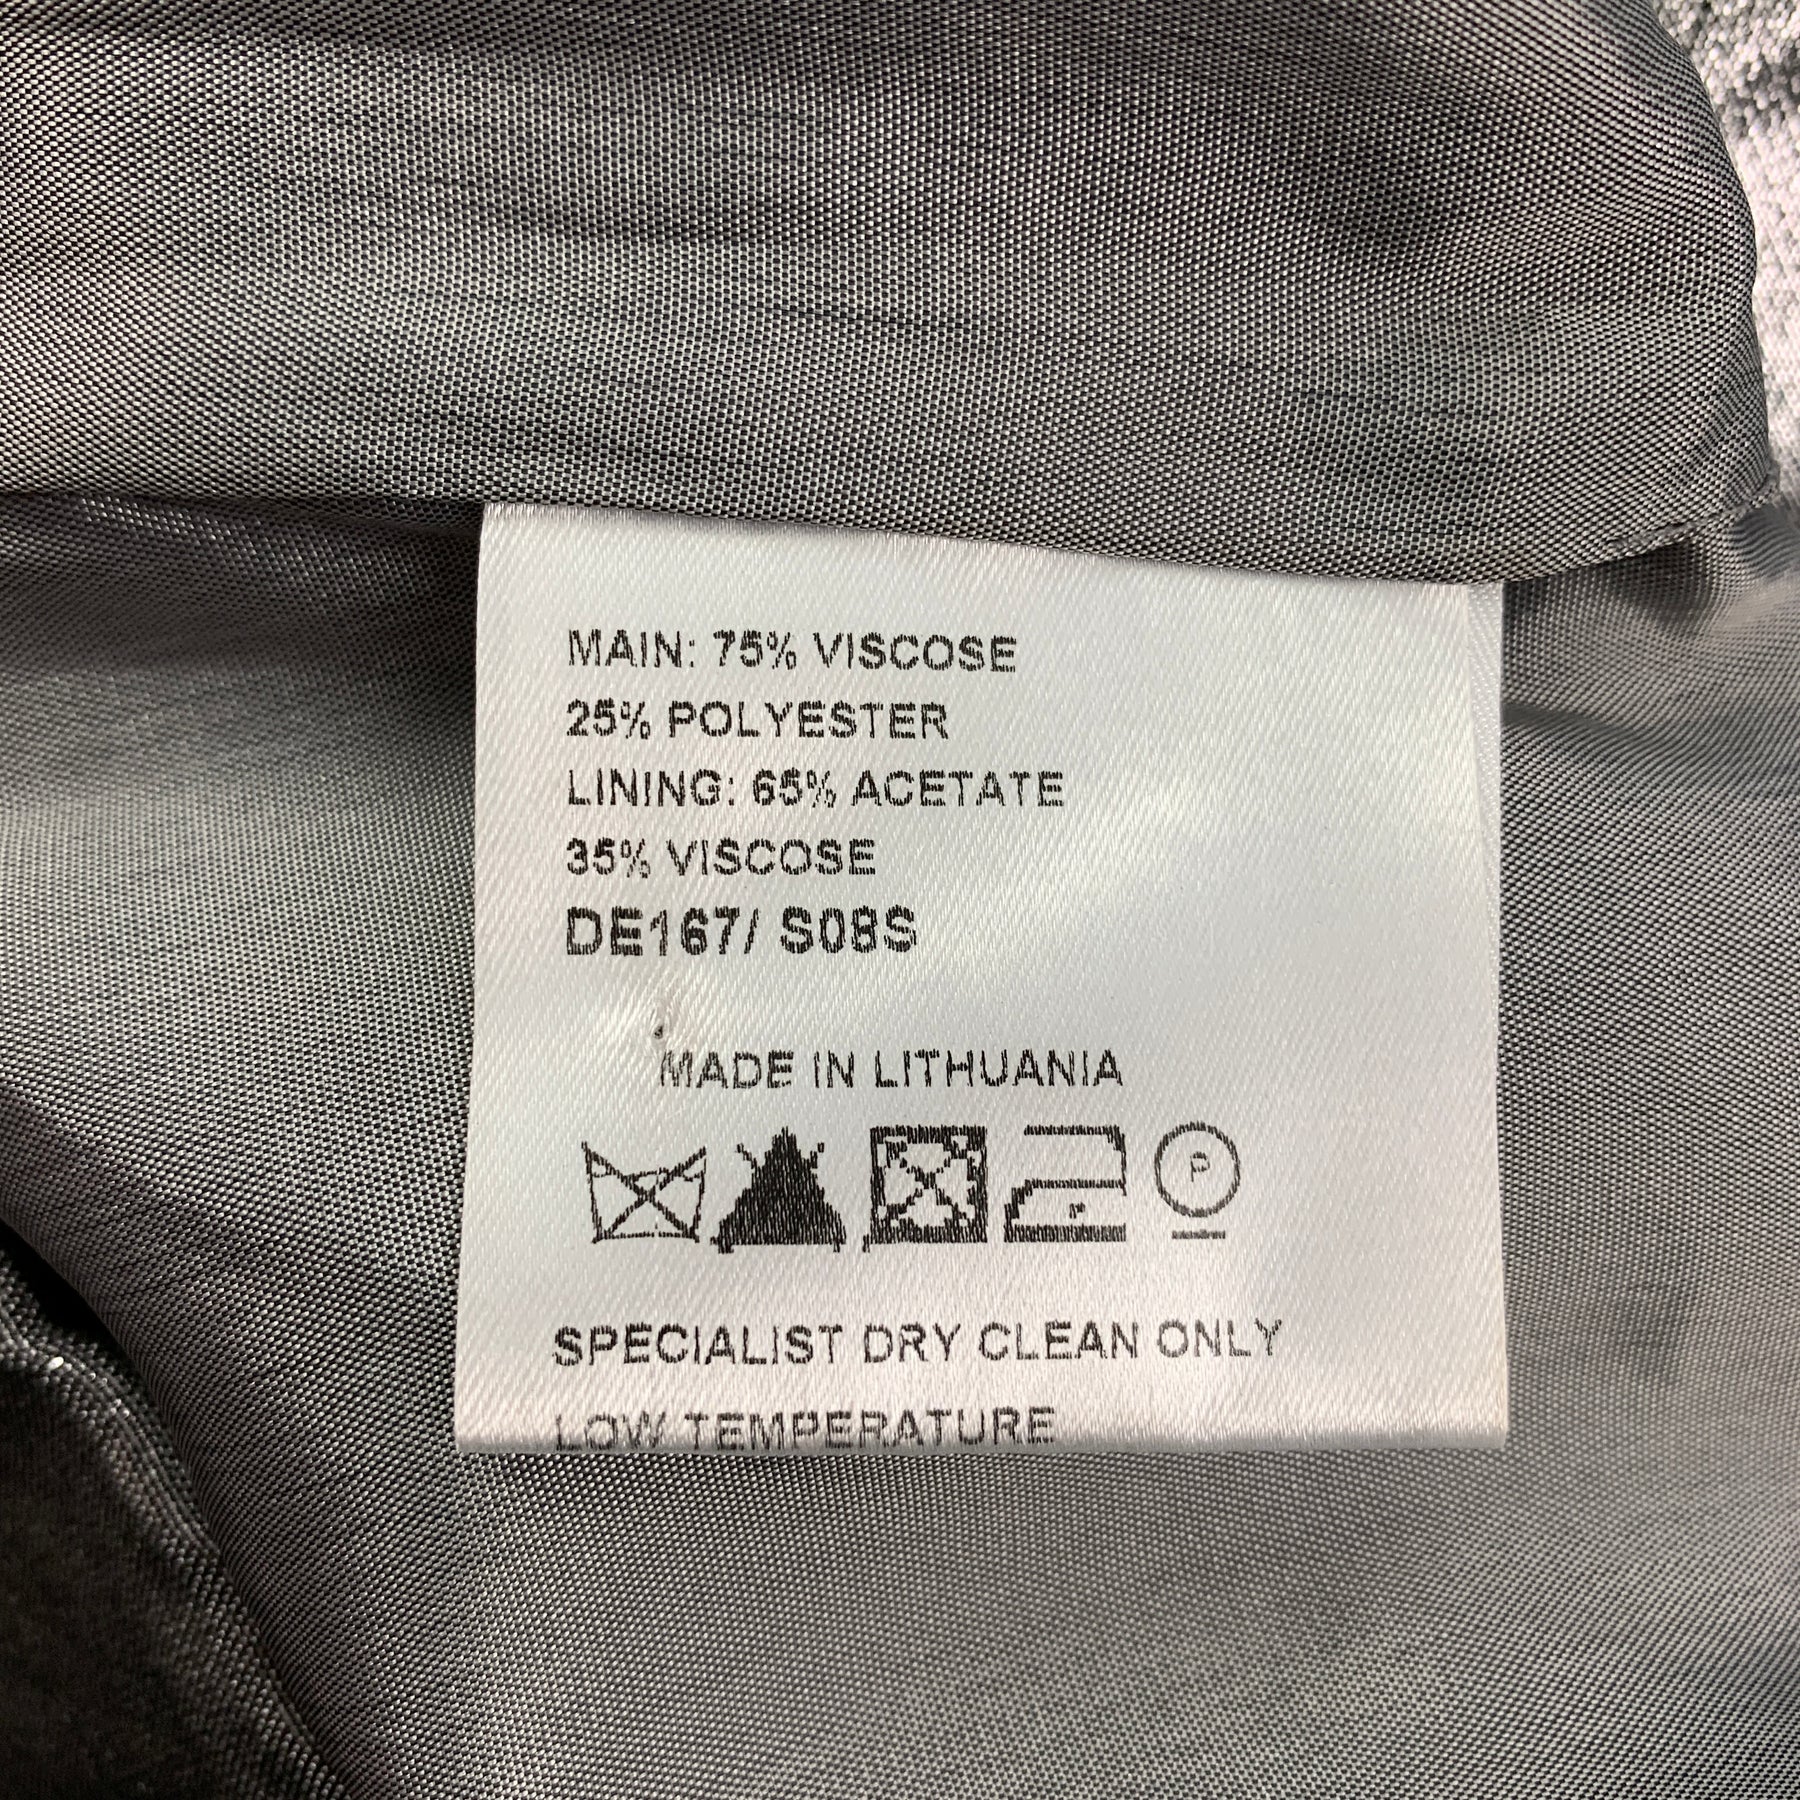 MAIN: 75% VISCOSE
25% POLYESTER
LINING: 65% ACETATE
35% VISCOSE
DE167/ S08S
MADE IN LITHUANIA
P
SPECIALIST DRY CLEAN ONLY
LOW TEMPERATURE